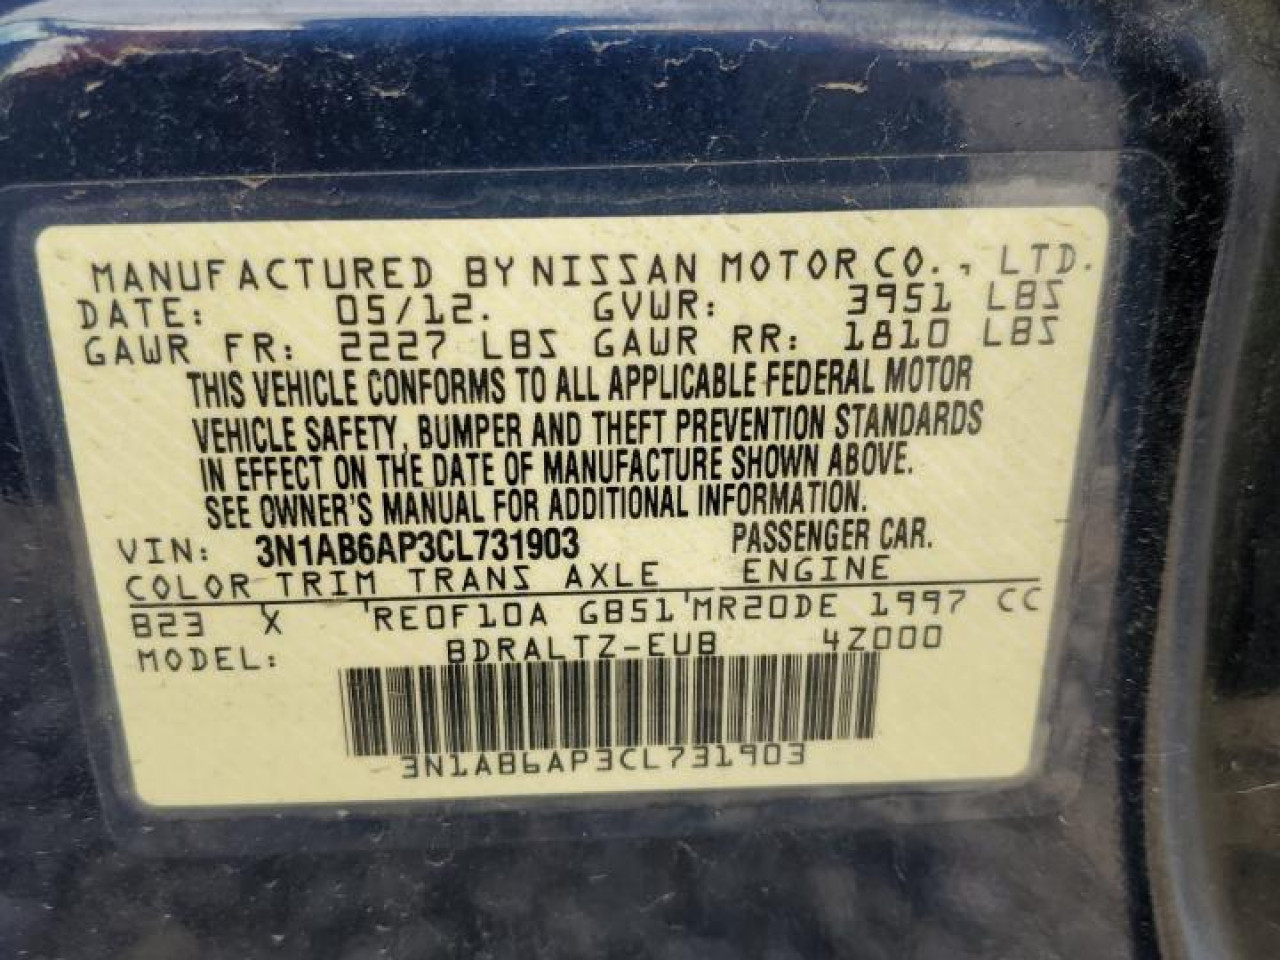 MANUFACTURED BY NISSAN MOTOR CO., LTD.
DATE: 05/12. GVWR: 3951 LBS
GAWR FR: 2227 LBS GAWR RR: 1810 LBS
THIS VEHICLE CONFORMS TO ALL APPLICABLE FEDERAL MOTOR
VEHICLE SAFETY, BUMPER AND THEFT PREVENTION STANDARDS
IN EFFECT ON THE DATE OF MANUFACTURE SHOWN ABOVE.
SEE OWNER'S MANUAL FOR ADDITIONAL INFORMATION.
VIN: 3N1AB6AP3CL731903 PASSENGER CAR.
COLOR TRIM TRANS AXLE ENGINE
B23 X 'RE0F10A GB51'MR20DE 1997 CC
MODEL: BDRALTZ-EUB 4Z000
3N1AB6AP3CL731903